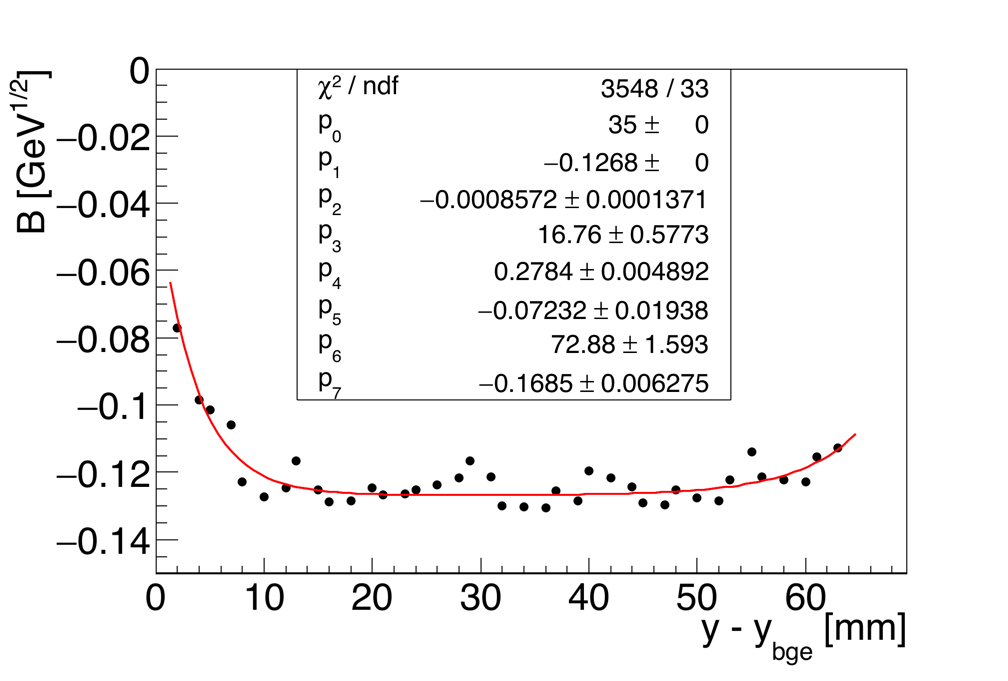 B [GeV^1/2]
0
−0.02
−0.04
−0.06
−0.08
−0.1
−0.12
−0.14
χ² / ndf 3548 / 33
p₀ 35 ± 0
p₁ −0.1268 ± 0
p₂ −0.0008572 ± 0.0001371
p₃ 16.76 ± 0.5773
p₄ 0.2784 ± 0.004892
p₅ −0.07232 ± 0.01938
p₆ 72.88 ± 1.593
p₇ −0.1685 ± 0.006275
0 10 20 30 40 50 60
y - y_bge [mm]